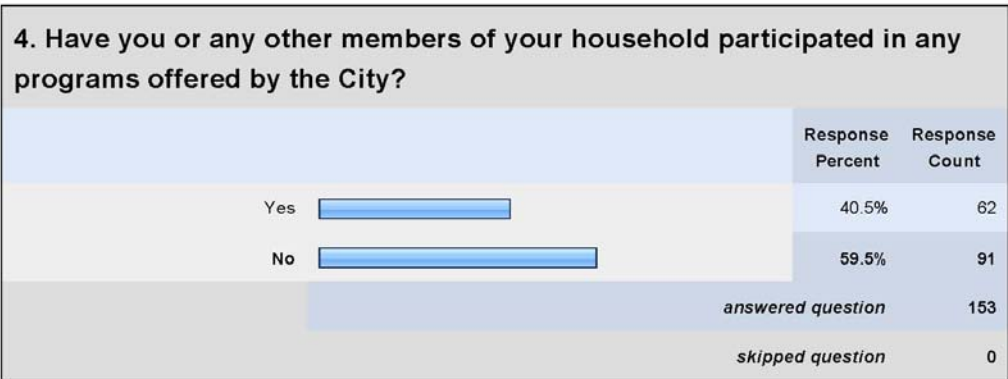 4. Have you or any other members of your household participated in any
programs offered by the City?
Response Percent Response Count
Yes 40.5% 62
No 59.5% 91
answered question 153
skipped question 0